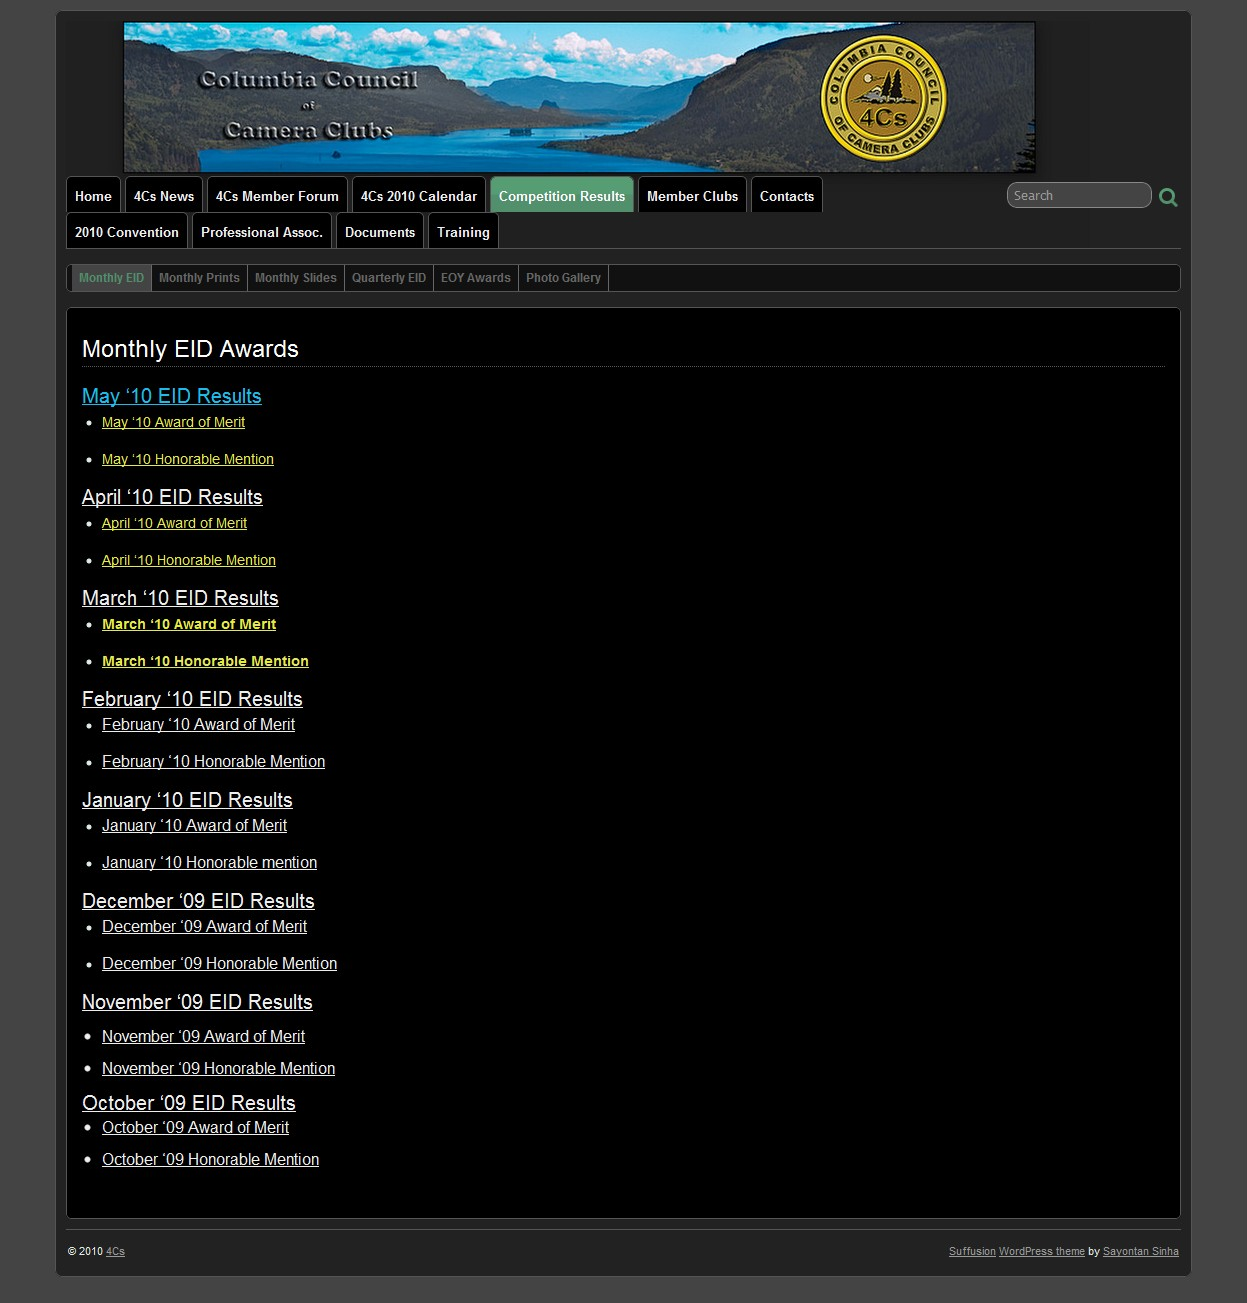 Columbia Council
of
Camera Clubs
COLUMBIA COUNCIL
4Cs
OF CAMERA CLUBS
Home 4Cs News 4Cs Member Forum 4Cs 2010 Calendar Competition Results Member Clubs Contacts Search
2010 Convention Professional Assoc. Documents Training
Monthly EID Monthly Prints Monthly Slides Quarterly EID EOY Awards Photo Gallery
Monthly EID Awards
May ‘10 EID Results
May ‘10 Award of Merit
May ‘10 Honorable Mention
April ‘10 EID Results
April ‘10 Award of Merit
April ‘10 Honorable Mention
March ‘10 EID Results
March ‘10 Award of Merit
March ‘10 Honorable Mention
February ‘10 EID Results
February ‘10 Award of Merit
February ‘10 Honorable Mention
January ‘10 EID Results
January ‘10 Award of Merit
January ‘10 Honorable mention
December ‘09 EID Results
December ‘09 Award of Merit
December ‘09 Honorable Mention
November ‘09 EID Results
November ‘09 Award of Merit
November ‘09 Honorable Mention
October ‘09 EID Results
October ‘09 Award of Merit
October ‘09 Honorable Mention
© 2010 4Cs Suffusion WordPress theme by Sayontan Sinha